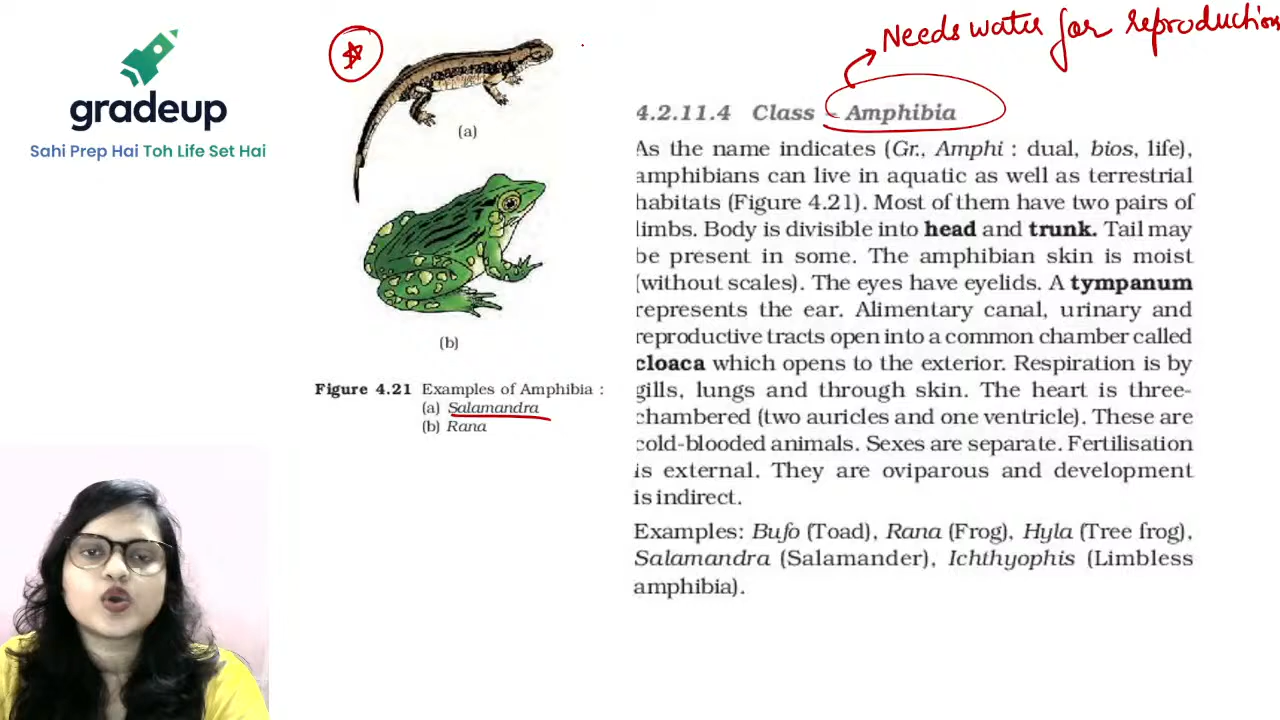 Needs water for reproduction
gradeup
Sahi Prep Hai Toh Life Set Hai
(a)
(b)
Figure 4.21 Examples of Amphibia :
(a) Salamandra
(b) Rana
4.2.11.4 Class – Amphibia
As the name indicates (Gr., Amphi : dual, bios, life),
amphibians can live in aquatic as well as terrestrial
habitats (Figure 4.21). Most of them have two pairs of
limbs. Body is divisible into head and trunk. Tail may
be present in some. The amphibian skin is moist
(without scales). The eyes have eyelids. A tympanum
represents the ear. Alimentary canal, urinary and
reproductive tracts open into a common chamber called
cloaca which opens to the exterior. Respiration is by
gills, lungs and through skin. The heart is three-
chambered (two auricles and one ventricle). These are
cold-blooded animals. Sexes are separate. Fertilisation
is external. They are oviparous and development
is indirect.
Examples: Bufo (Toad), Rana (Frog), Hyla (Tree frog),
Salamandra (Salamander), Ichthyophis (Limbless
amphibia).